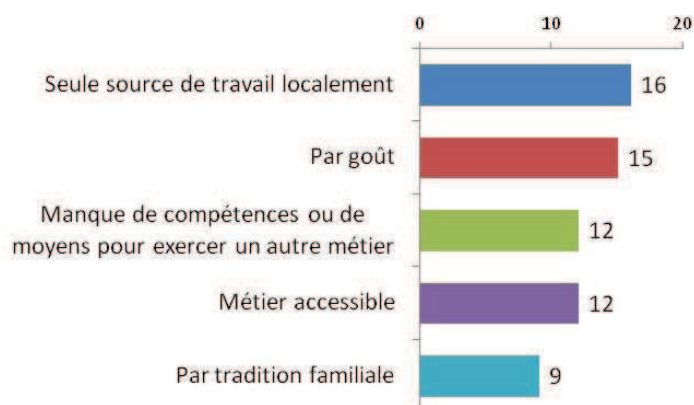 0 10 20
Seule source de travail localement 16
Par goût 15
Manque de compétences ou de
moyens pour exercer un autre métier 12
Métier accessible 12
Par tradition familiale 9